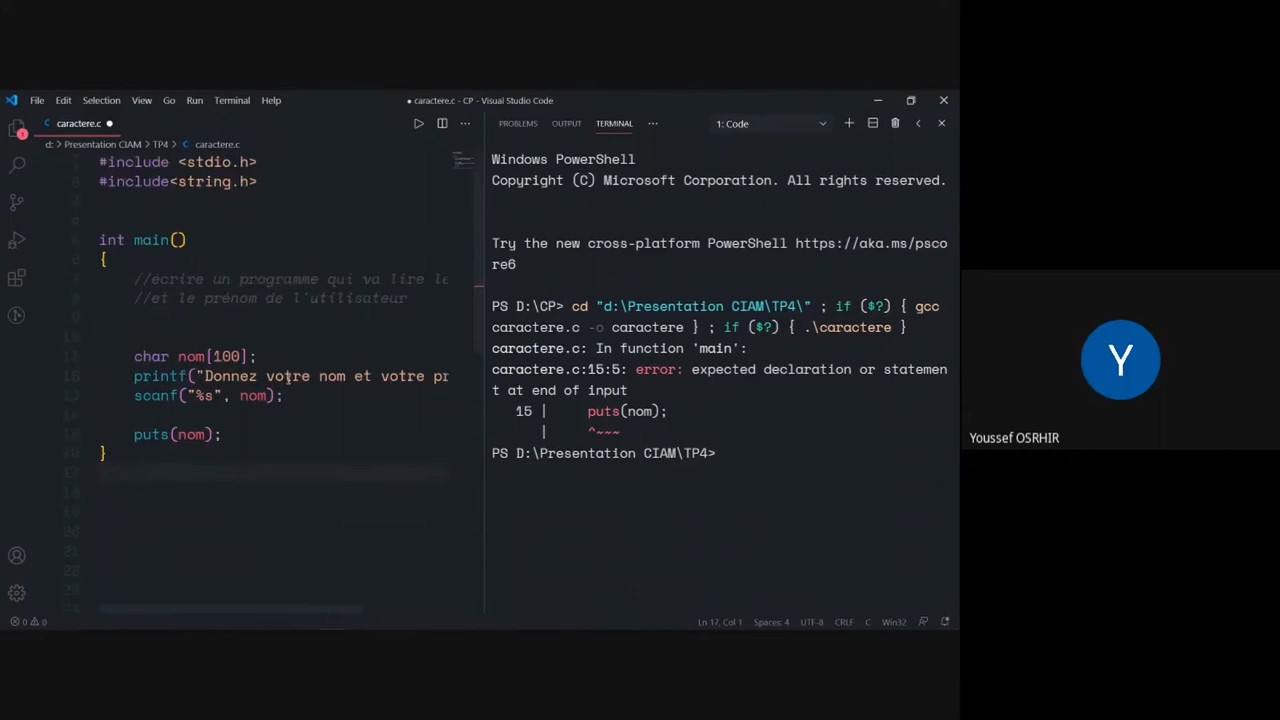 File Edit Selection View Go Run Terminal Help
● caractere.c - CP - Visual Studio Code
C caractere.c ●
d: > Presentation CIAM > TP4 > C caractere.c
#include <stdio.h>
#include<string.h>
int main()
{
//écrire un programme qui va lire le
//et le prénom de l'utilisateur
char nom[100];
printf("Donnez votre nom et votre pr
scanf("%s", nom);
puts(nom);
}
PROBLEMS OUTPUT TERMINAL ··· 1: Code
Windows PowerShell
Copyright (C) Microsoft Corporation. All rights reserved.
Try the new cross-platform PowerShell https://aka.ms/psco
re6
PS D:\CP> cd "d:\Presentation CIAM\TP4\" ; if ($?) { gcc
caractere.c -o caractere } ; if ($?) { .\caractere }
caractere.c: In function 'main':
caractere.c:15:5: error: expected declaration or statemen
t at end of input
15 | puts(nom);
| ^~~~
PS D:\Presentation CIAM\TP4>
0 0
Ln 17, Col 1 Spaces: 4 UTF-8 CRLF C Win32
Y
Youssef OSRHIR